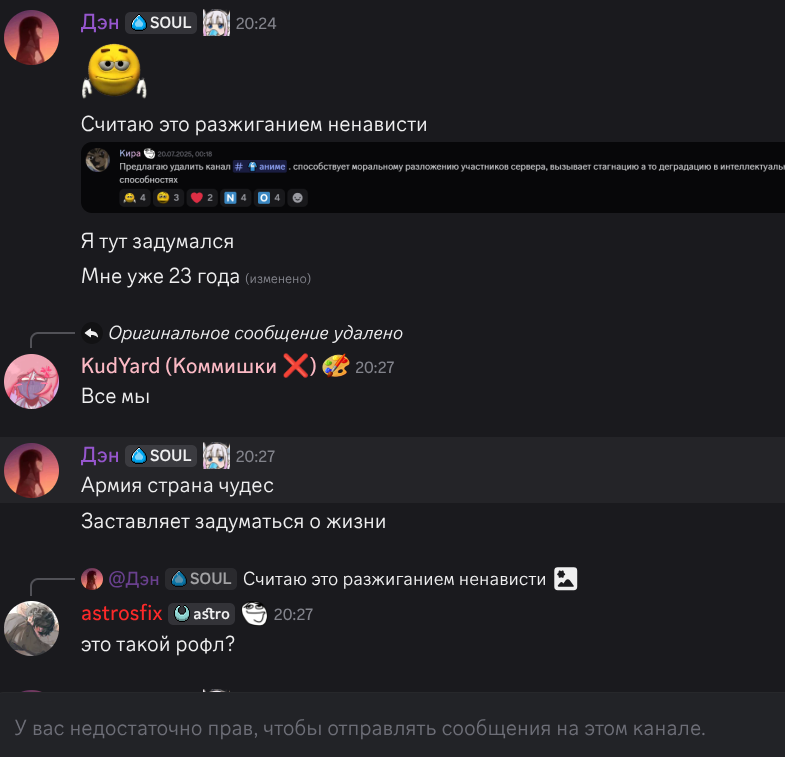 Дэн SOUL 20:24
Считаю это разжиганием ненависти
Кира 20.07.2025, 00:18
Предлагаю удалить канал # аниме . способствует моральному разложению участников сервера, вызывает стагнацию а то деградацию в интеллектуаль
способностях
4 3 2 N 4 O 4
Я тут задумался
Мне уже 23 года (изменено)
Оригинальное сообщение удалено
KudYard (Коммишки ❌) 🎨 20:27
Все мы
Дэн SOUL 20:27
Армия страна чудес
Заставляет задуматься о жизни
@Дэн SOUL Считаю это разжиганием ненависти
astrosfix astro 20:27
это такой рофл?
У вас недостаточно прав, чтобы отправлять сообщения на этом канале.